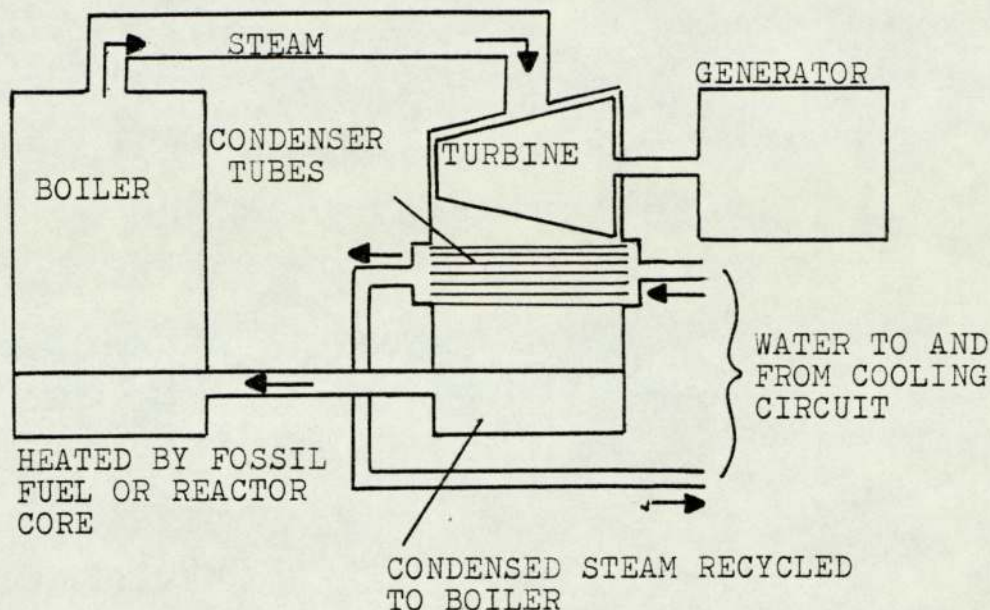 STEAM
GENERATOR
CONDENSER
TUBES
TURBINE
BOILER
WATER TO AND
FROM COOLING
CIRCUIT
HEATED BY FOSSIL
FUEL OR REACTOR
CORE
CONDENSED STEAM RECYCLED
TO BOILER